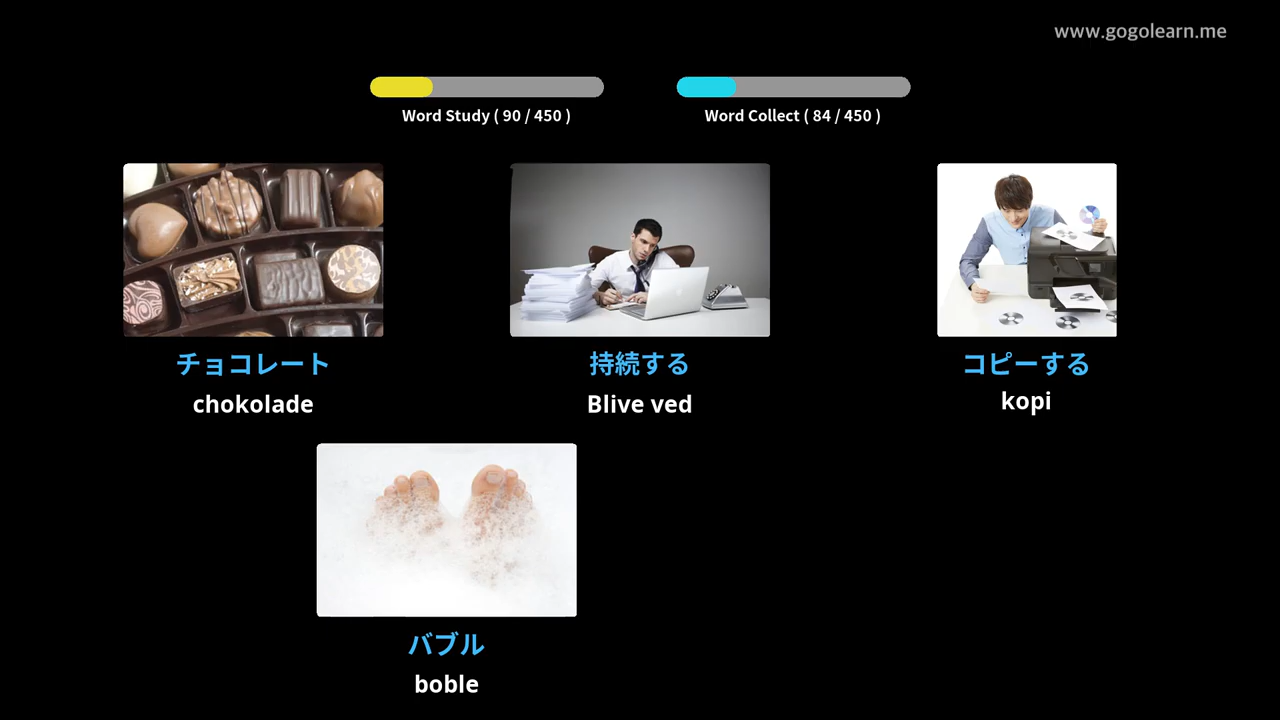 www.gogolearn.me
Word Study ( 90 / 450 )
Word Collect ( 84 / 450 )
チョコレート
chokolade
持続する
Blive ved
コピーする
kopi
バブル
boble